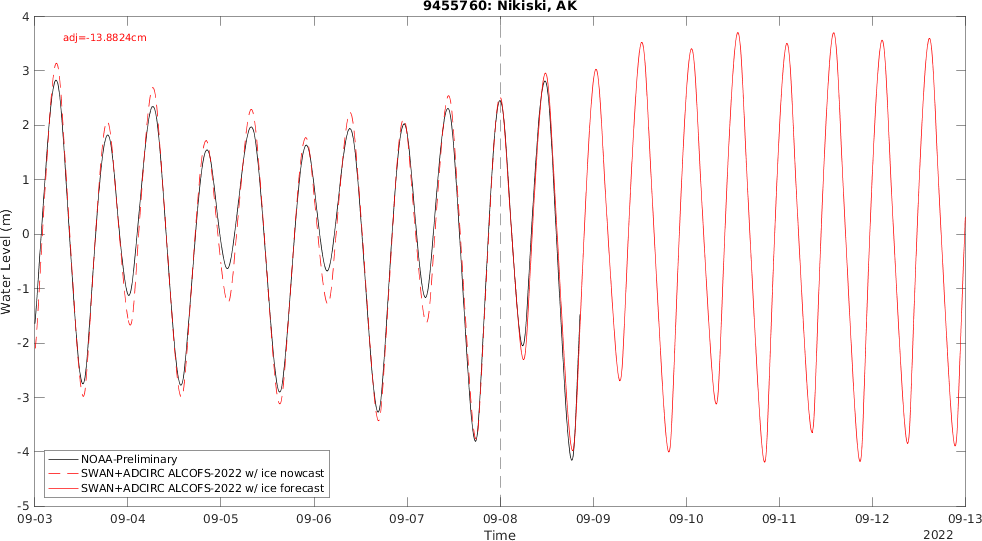 9455760: Nikiski, AK
adj=-13.8824cm
4
3
2
1
0
-1
-2
-3
-4
-5
Water Level (m)
NOAA-Preliminary
SWAN+ADCIRC ALCOFS-2022 w/ ice nowcast
SWAN+ADCIRC ALCOFS-2022 w/ ice forecast
09-03 09-04 09-05 09-06 09-07 09-08 09-09 09-10 09-11 09-12 09-13
Time
2022